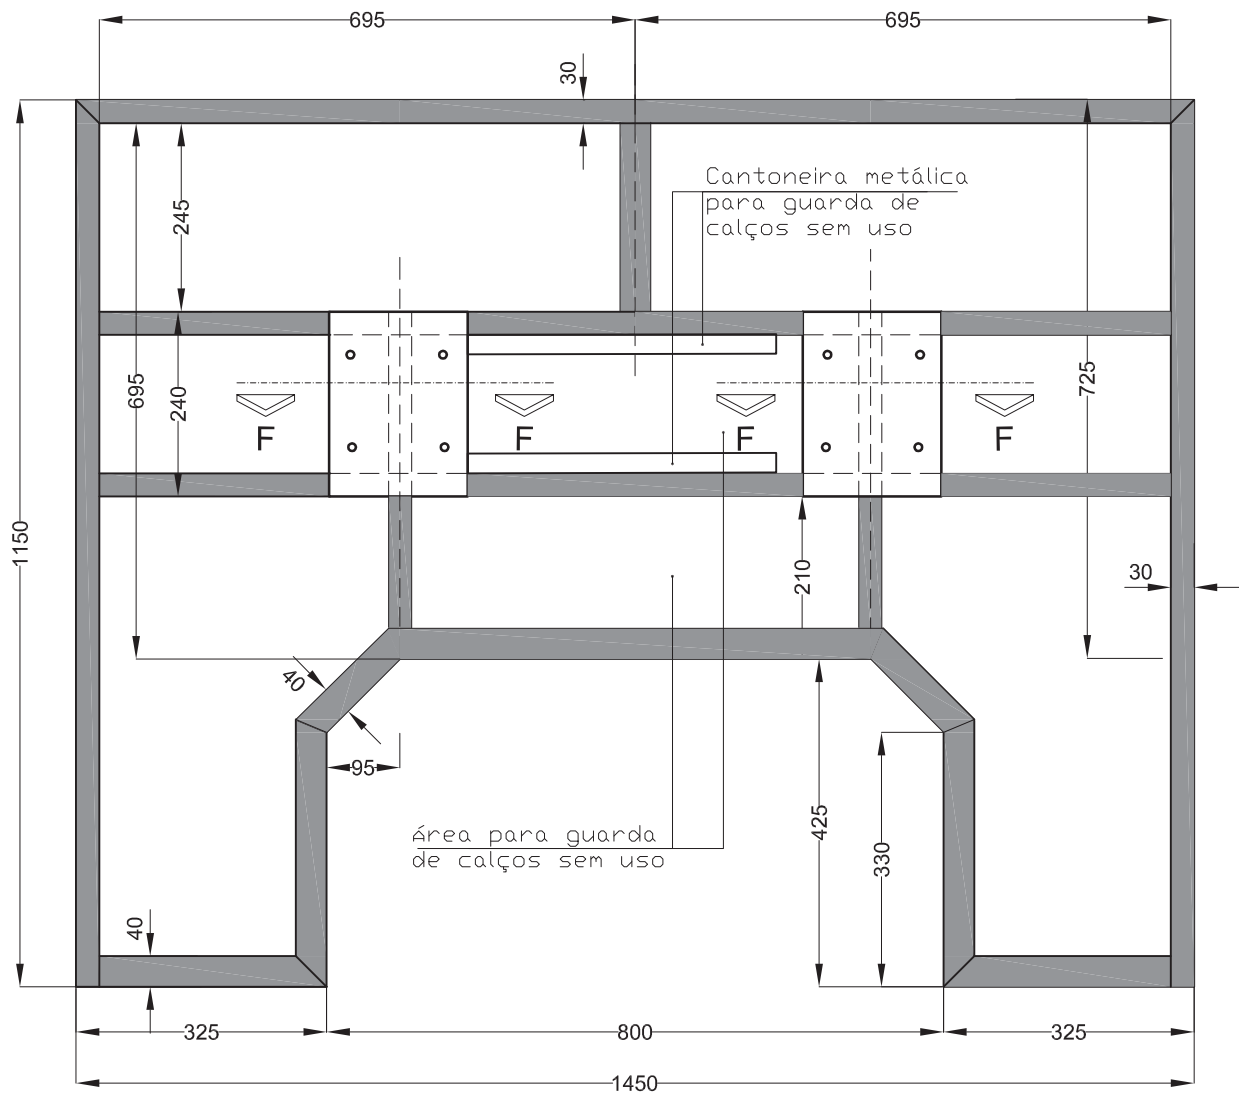 695
695
30
Cantoneira metálica
para guarda de
calços sem uso
245
695
240
725
F
F
F
F
1150
210
30
40
95
425
330
Área para guarda
de calços sem uso
40
325
800
325
1450